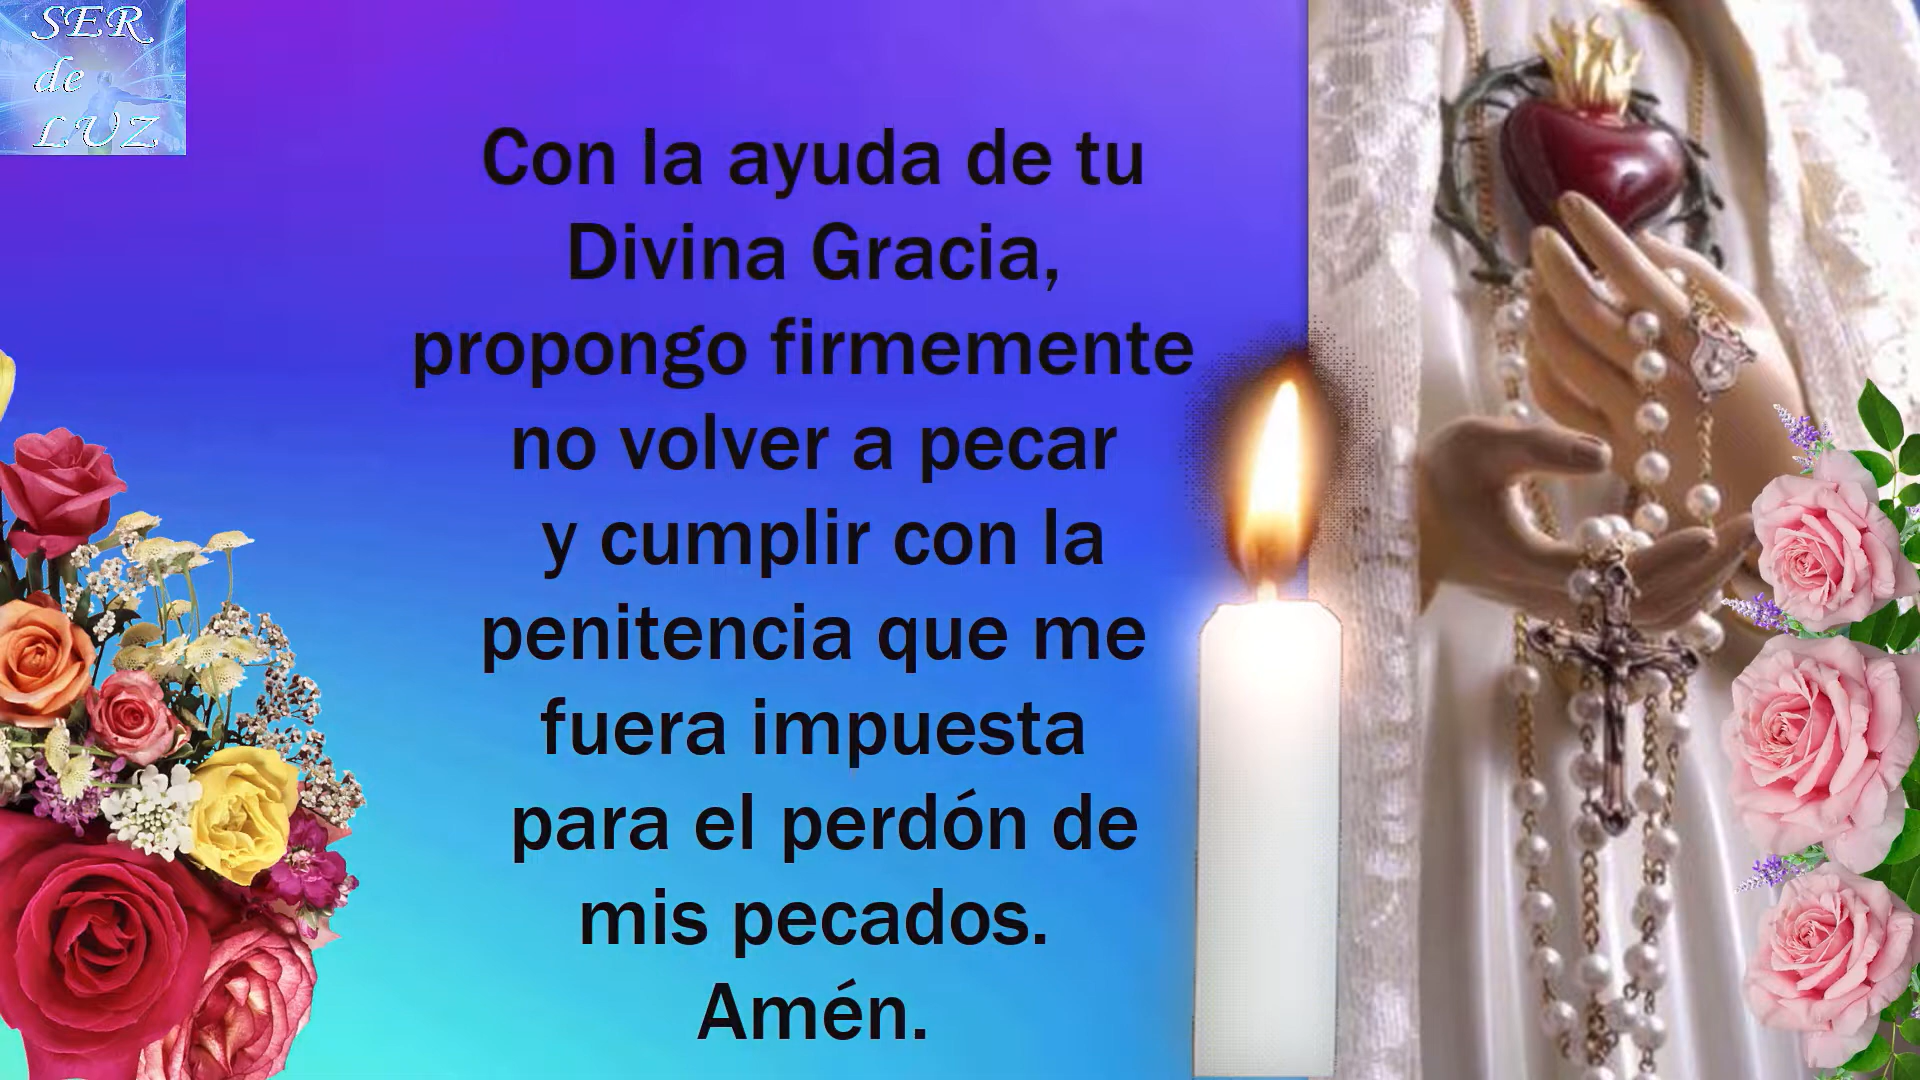 SER
de
LUZ
Con la ayuda de tu
Divina Gracia,
propongo firmemente
no volver a pecar
y cumplir con la
penitencia que me
fuera impuesta
para el perdón de
mis pecados.
Amén.